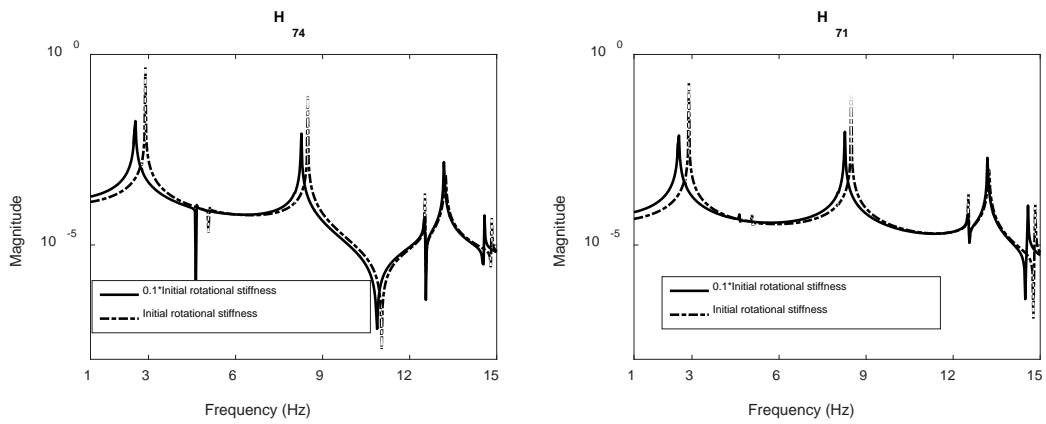 H
74
10 0
10 -5
Magnitude
0.1*Initial rotational stiffness
Initial rotational stiffness
1 3 6 9 12 15
Frequency (Hz)
H
71
10 0
10 -5
Magnitude
0.1*Initial rotational stiffness
Initial rotational stiffness
1 3 6 9 12 15
Frequency (Hz)